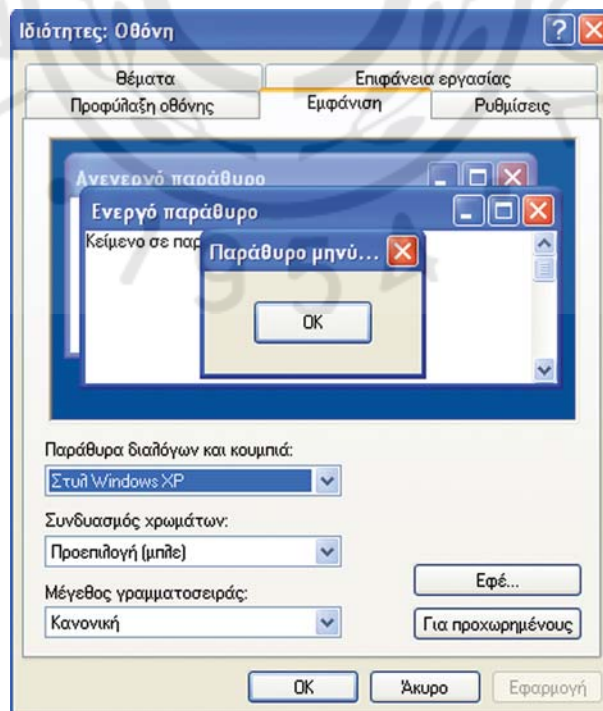 Ιδιότητες: Οθόνη
Θέματα
Επιφάνεια εργασίας
Προφύλαξη οθόνης
Εμφάνιση
Ρυθμίσεις
Ανενεργό παράθυρο
Ενεργό παράθυρο
Κείμενο σε παρ
Παράθυρο μηνύ...
OK
1954
Παράθυρα διαλόγων και κουμπιά:
Στυλ Windows XP
Συνδυασμός χρωμάτων:
Προεπιλογή (μπλε)
Μέγεθος γραμματοσειράς:
Κανονική
Εφέ...
Για προχωρημένους
OK
Άκυρο
Εφαρμογή